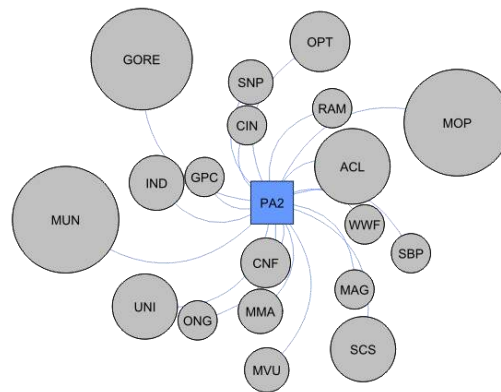 OPT
GORE
SNP
RAM
MOP
CIN
ACL
IND
GPC
PA2
MUN
WWF
SBP
CNF
MAG
UNI
ONG
MMA
SCS
MVU